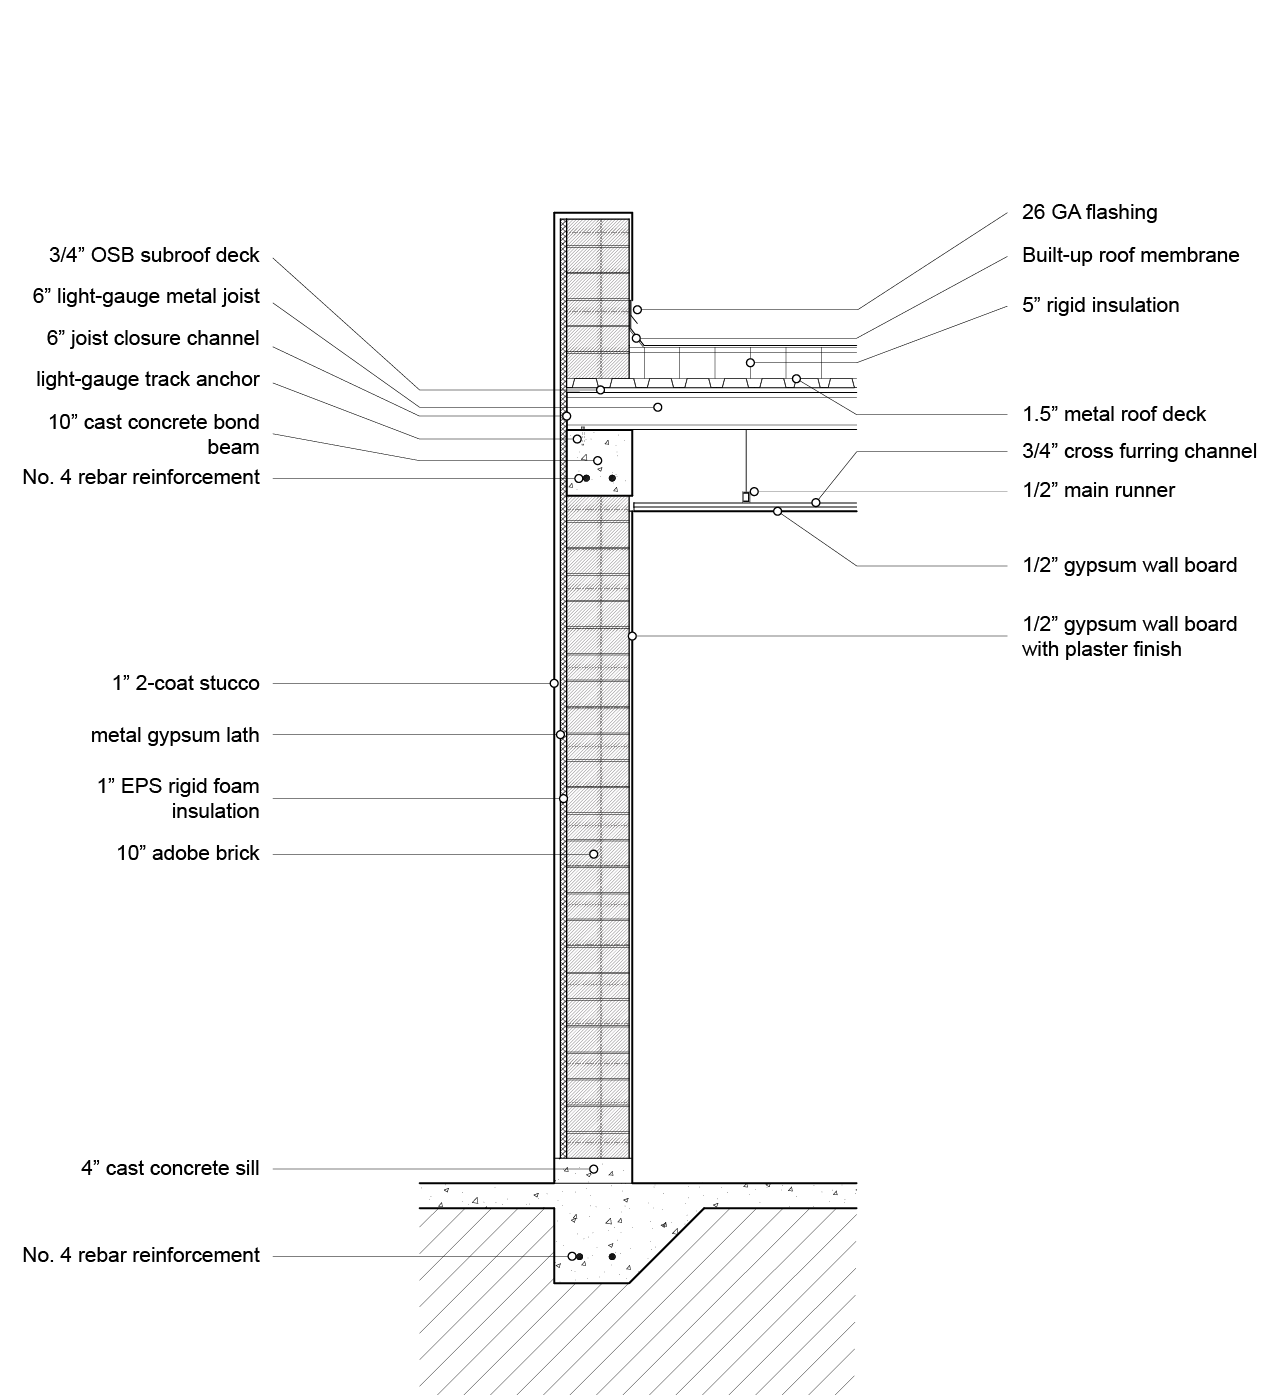 3/4” OSB subroof deck
6” light-gauge metal joist
6” joist closure channel
light-gauge track anchor
10” cast concrete bond
beam
No. 4 rebar reinforcement
1” 2-coat stucco
metal gypsum lath
1” EPS rigid foam
insulation
10” adobe brick
4” cast concrete sill
No. 4 rebar reinforcement
26 GA flashing
Built-up roof membrane
5” rigid insulation
1.5” metal roof deck
3/4” cross furring channel
1/2” main runner
1/2” gypsum wall board
1/2” gypsum wall board
with plaster finish